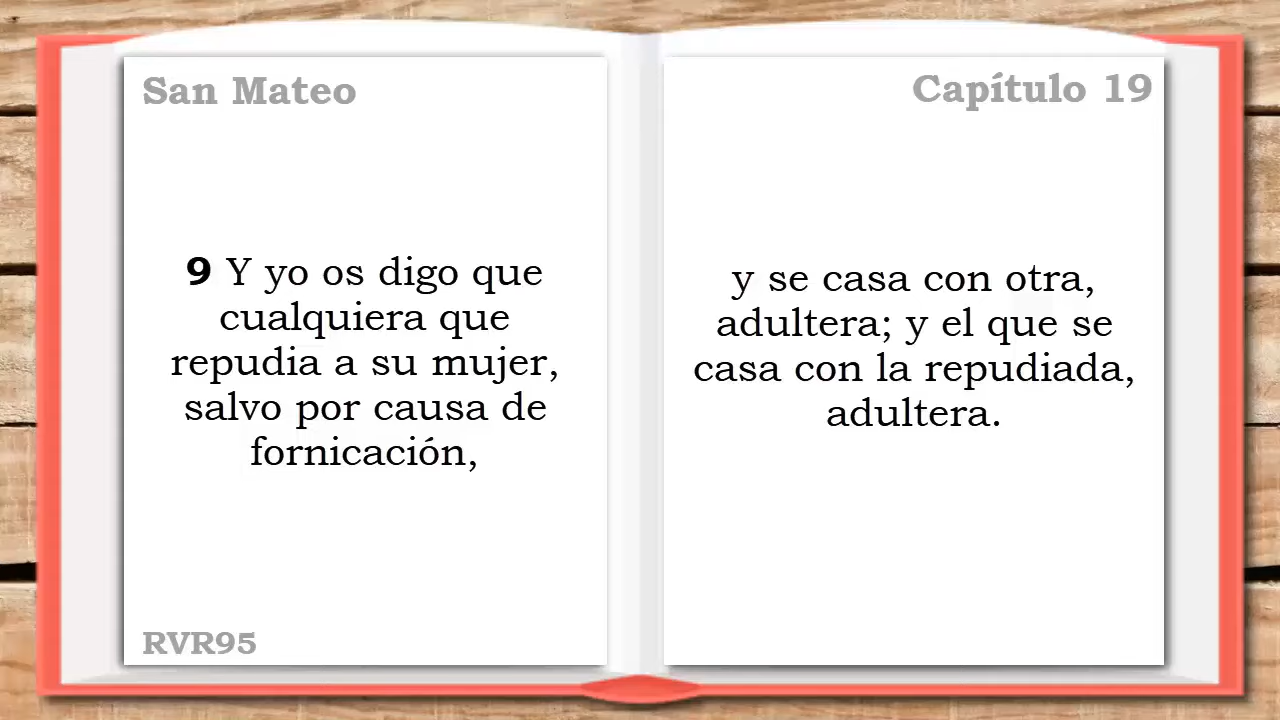 San Mateo
9 Y yo os digo que
cualquiera que
repudia a su mujer,
salvo por causa de
fornicación,
RVR95
Capítulo 19
y se casa con otra,
adultera; y el que se
casa con la repudiada,
adultera.